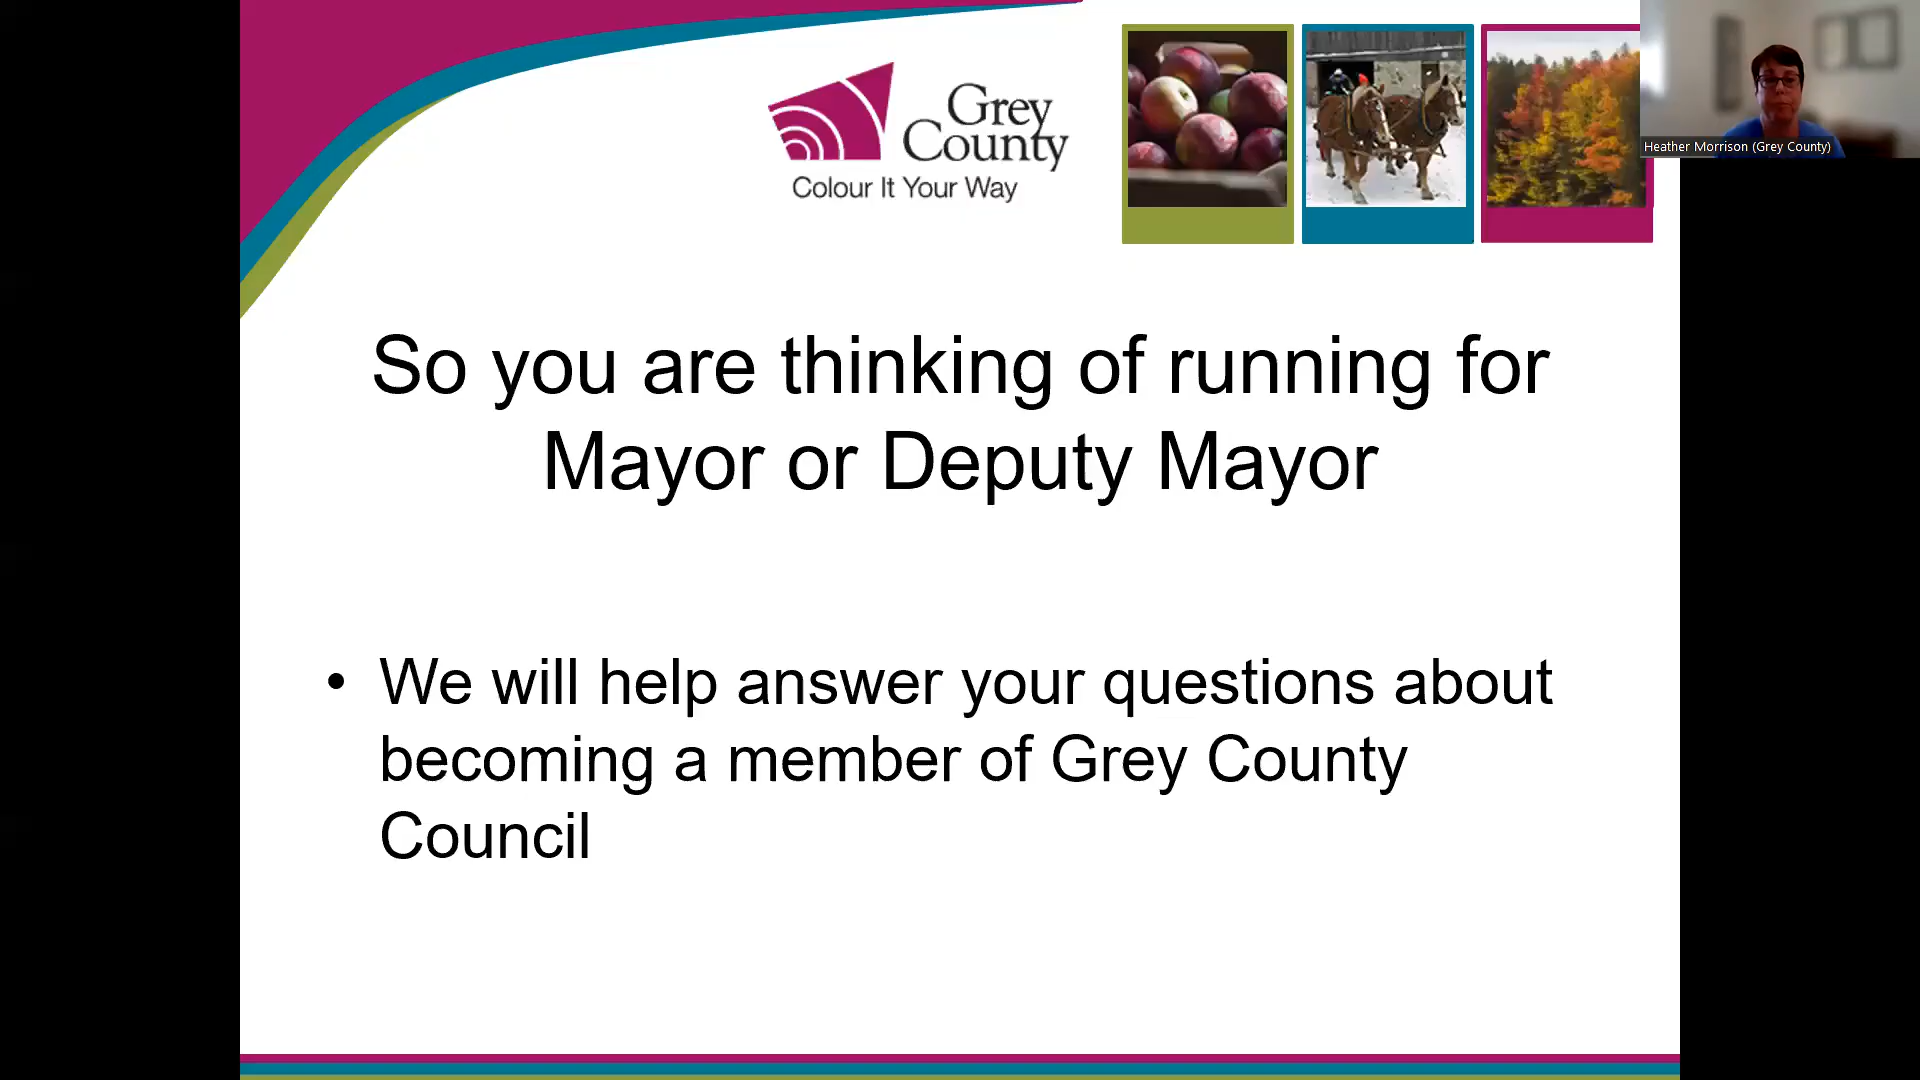 Grey
County
Colour It Your Way
Heather Morrison (Grey County)
So you are thinking of running for
Mayor or Deputy Mayor
• We will help answer your questions about
becoming a member of Grey County
Council